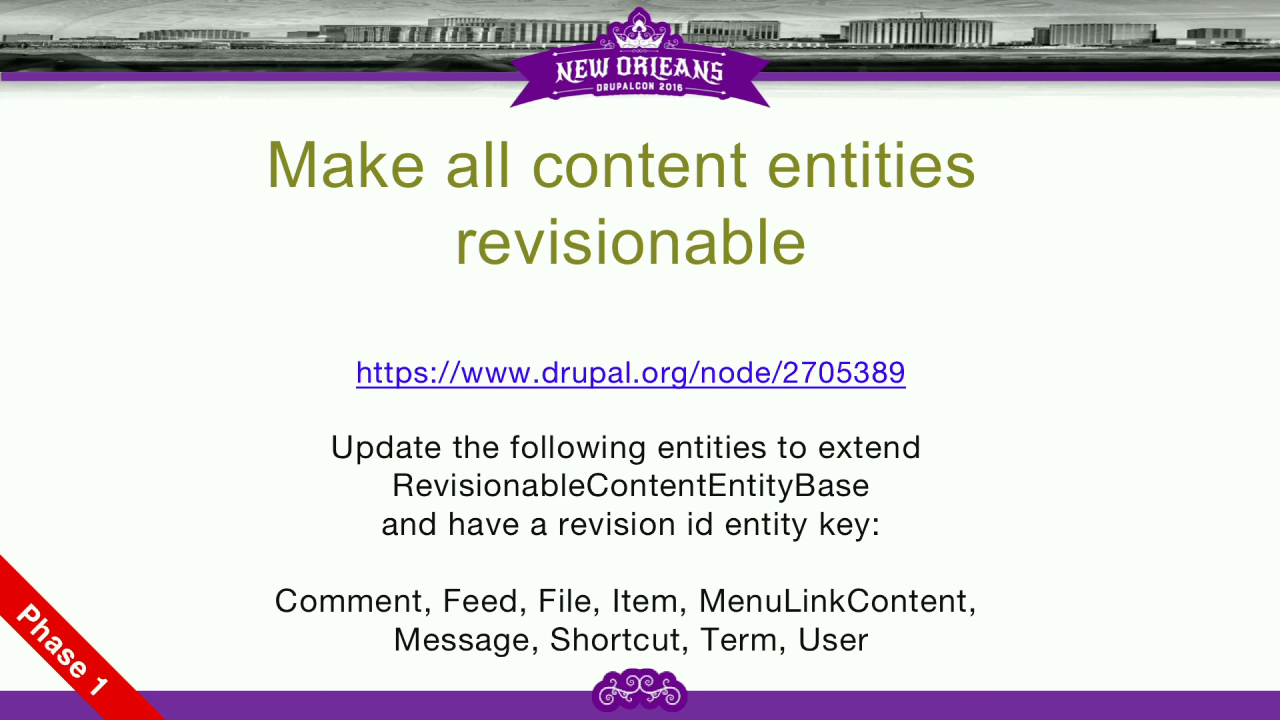 NEW ORLEANS
DRUPALCON 2016
Make all content entities
revisionable
https://www.drupal.org/node/2705389
Update the following entities to extend
RevisionableContentEntityBase
and have a revision id entity key:
Comment, Feed, File, Item, MenuLinkContent,
Message, Shortcut, Term, User
Phase 1